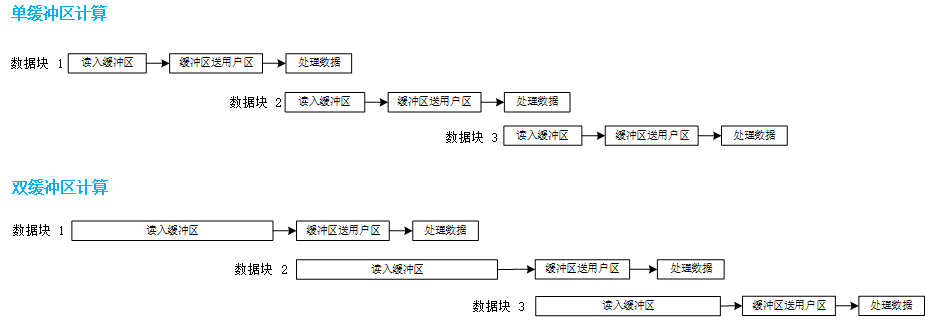 单缓冲区计算
数据块 1 读入缓冲区 缓冲区送用户区 处理数据
数据块 2 读入缓冲区 缓冲区送用户区 处理数据
数据块 3 读入缓冲区 缓冲区送用户区 处理数据
双缓冲区计算
数据块 1 读入缓冲区 缓冲区送用户区 处理数据
数据块 2 读入缓冲区 缓冲区送用户区 处理数据
数据块 3 读入缓冲区 缓冲区送用户区 处理数据